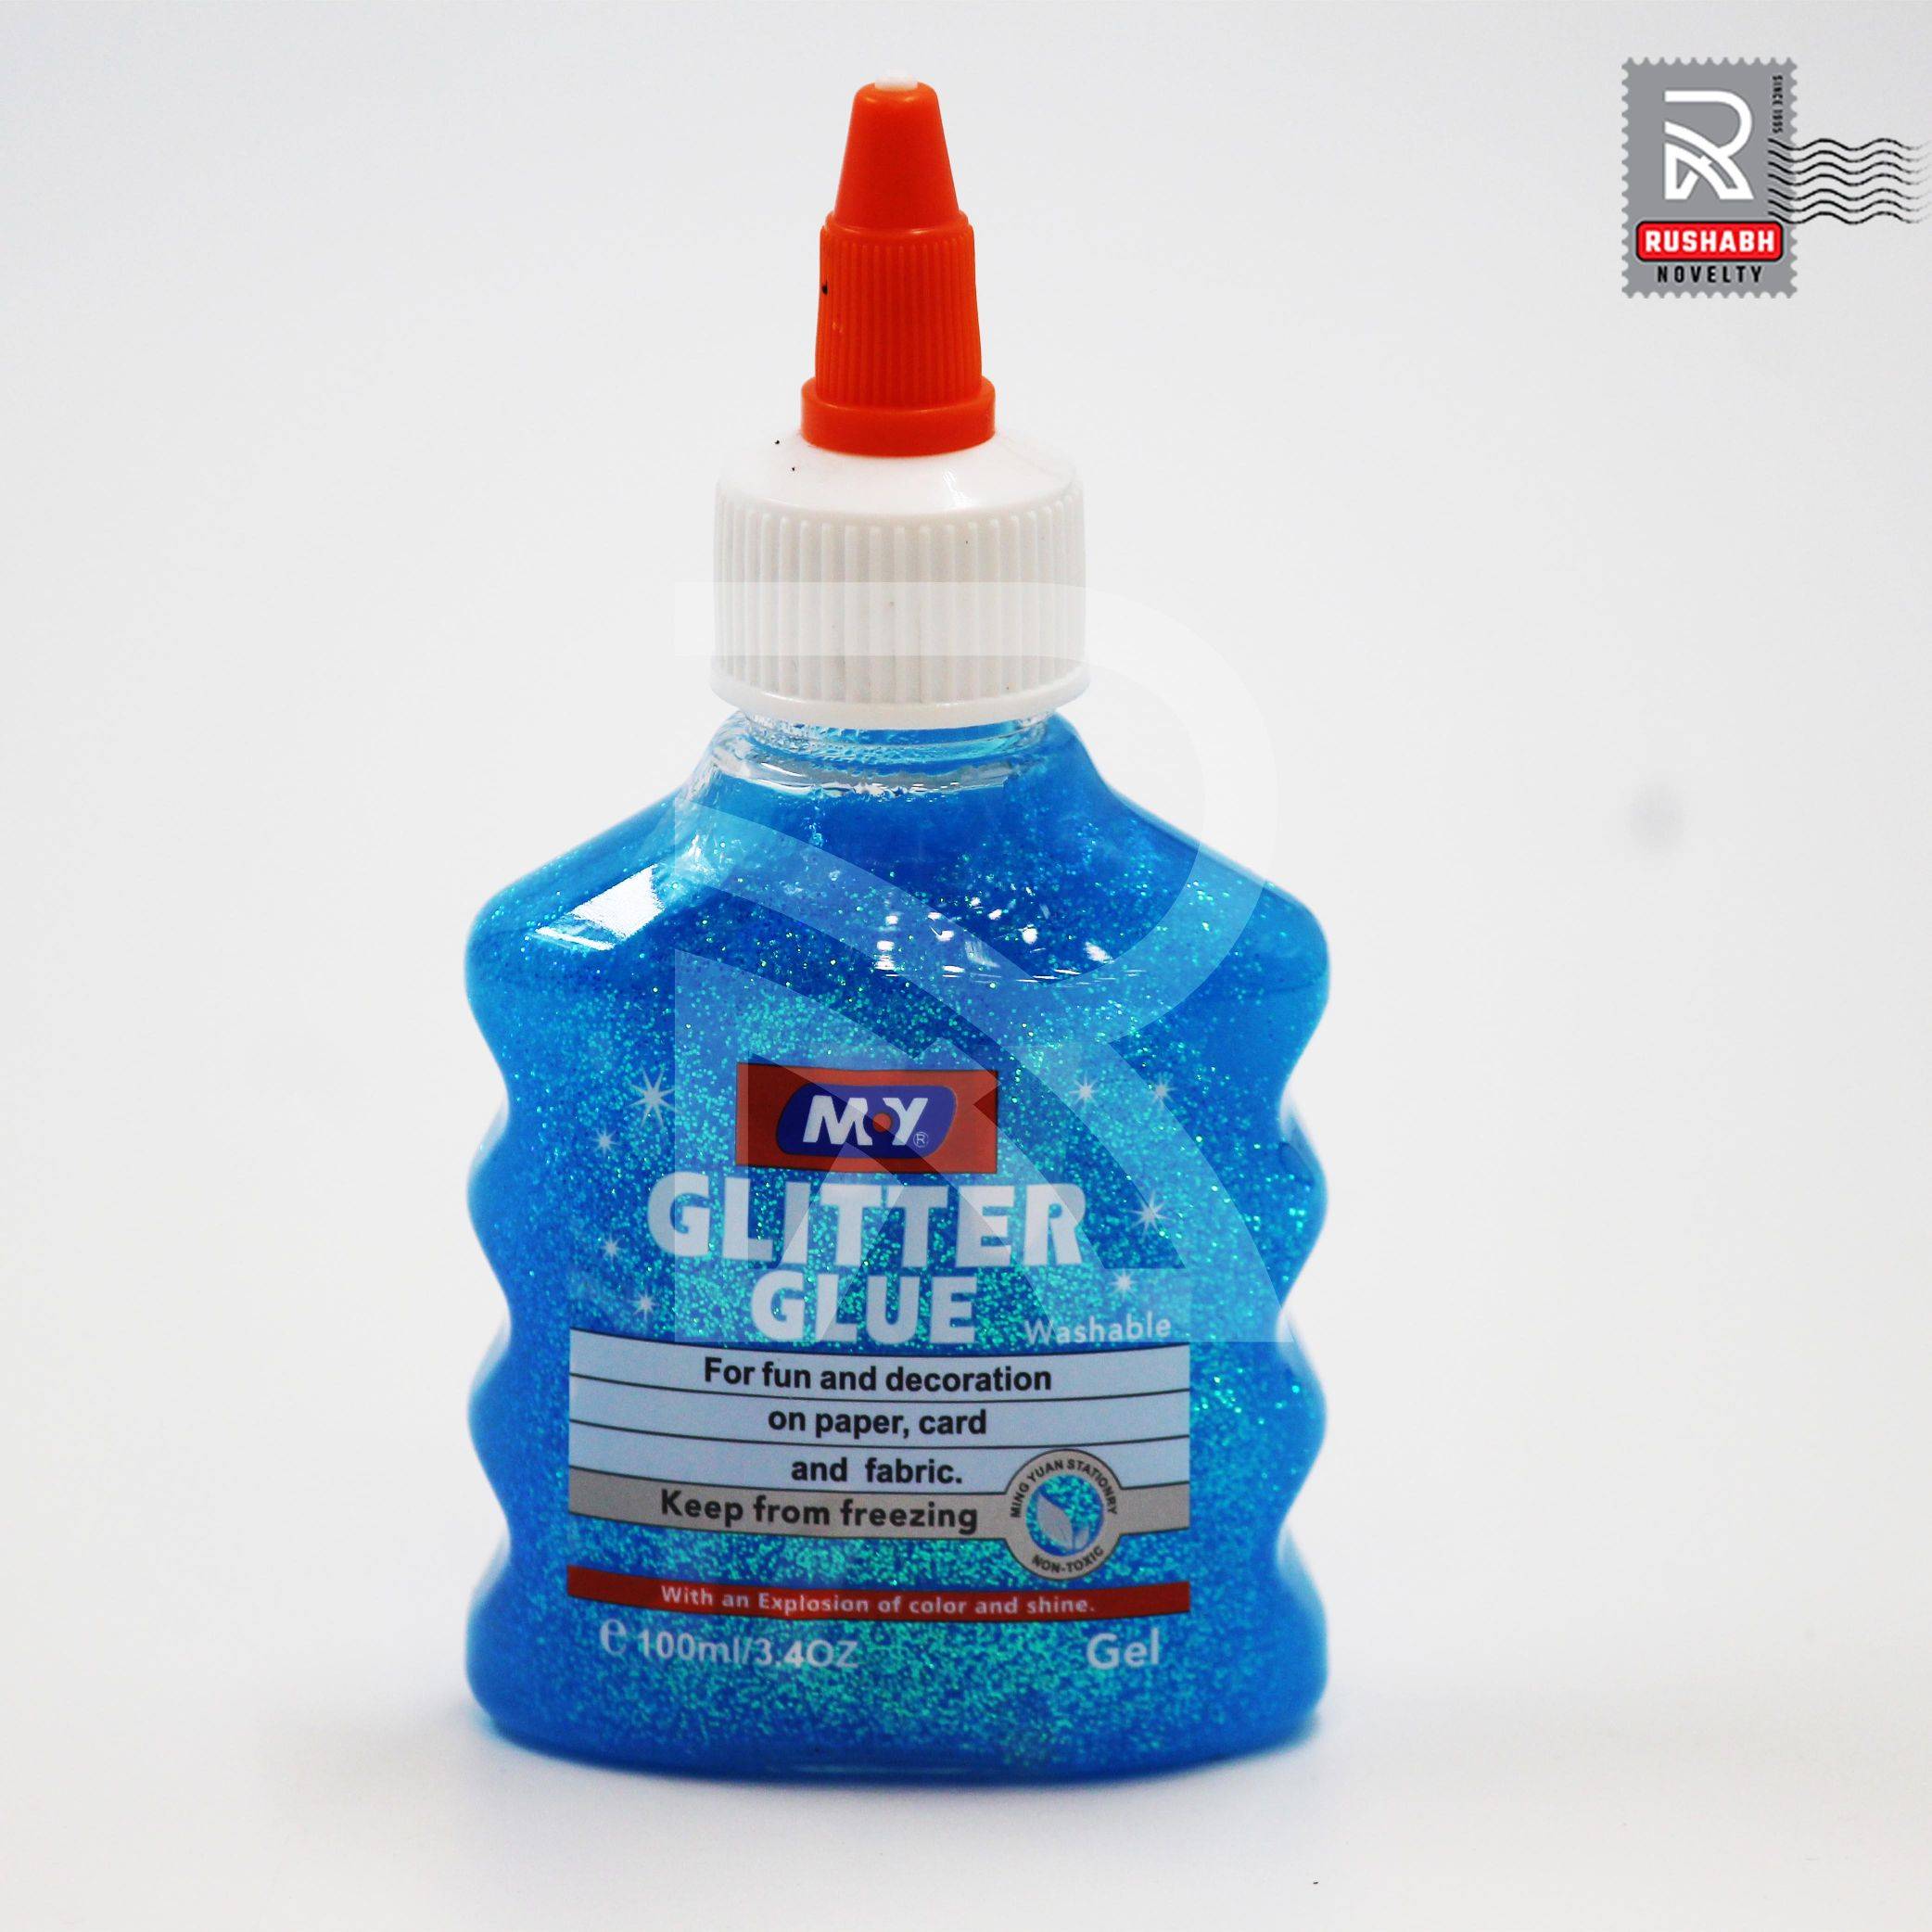 SINCE 1995
R
RUSHABH
NOVELTY
M•Y®
GLITTER
GLUE
Washable
For fun and decoration
on paper, card
and fabric.
Keep from freezing
MING YUAN STATIONRY
NON-TOXIC
With an Explosion of color and shine.
℮ 100ml/3.4OZ
Gel